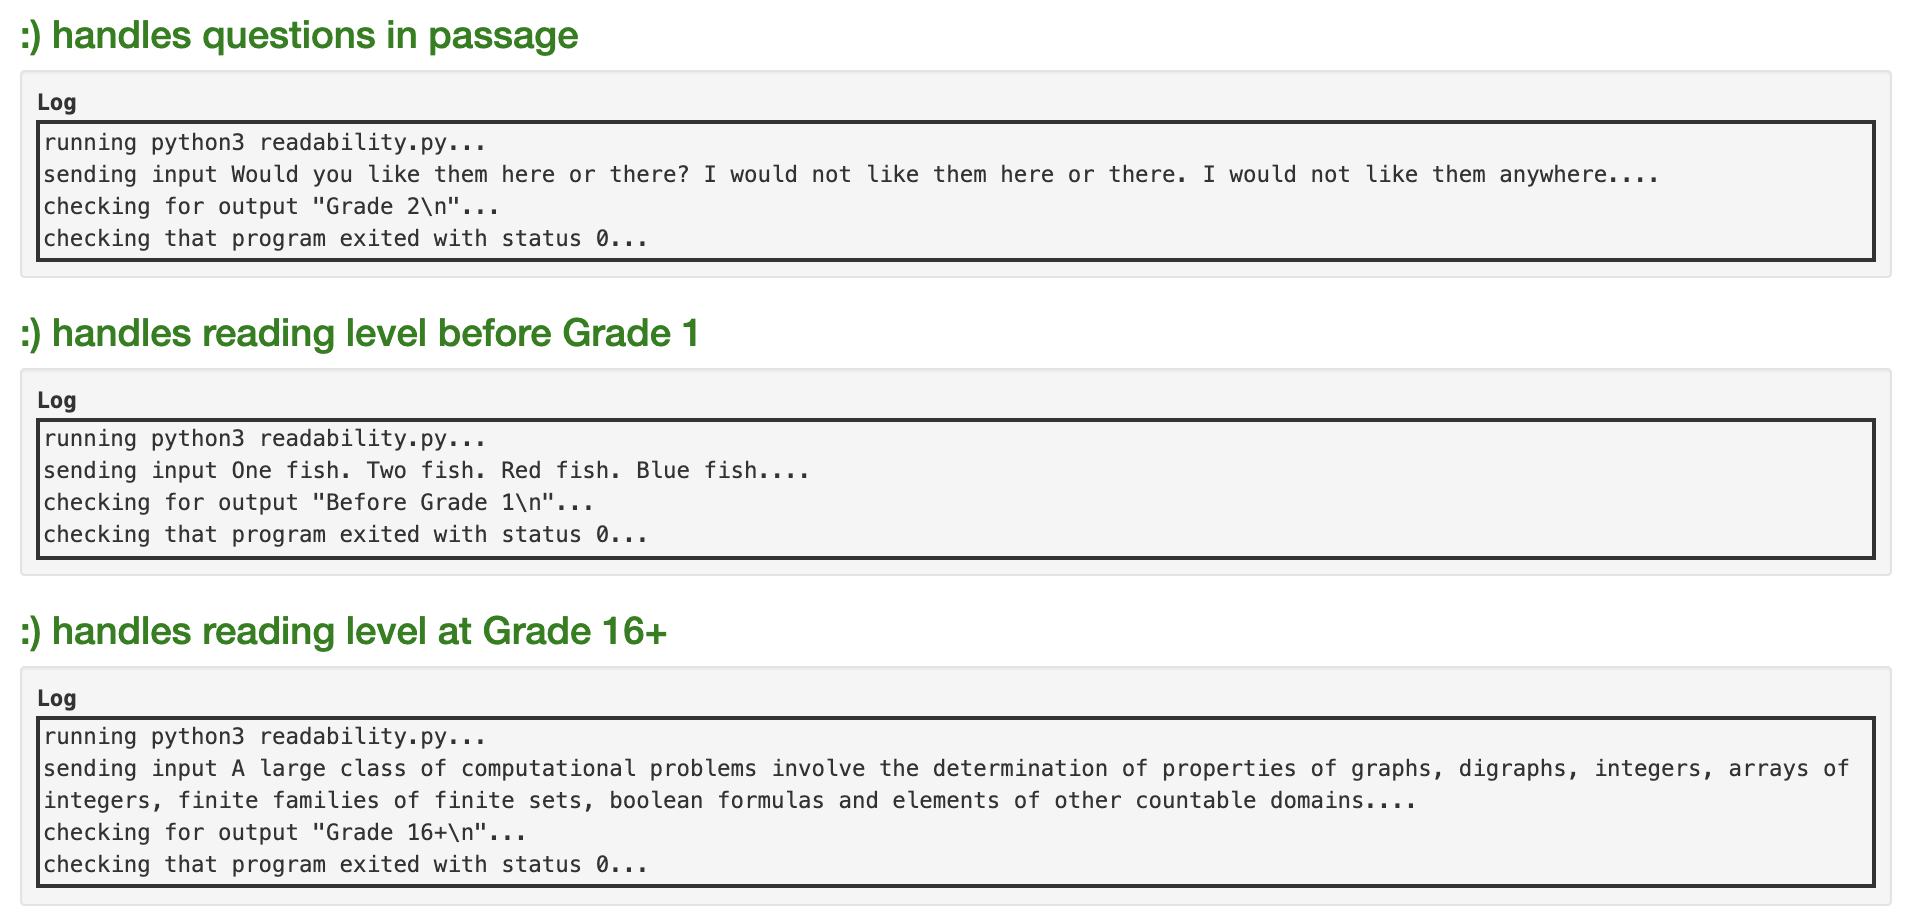 :) handles questions in passage
Log
running python3 readability.py...
sending input Would you like them here or there? I would not like them here or there. I would not like them anywhere....
checking for output "Grade 2\n"...
checking that program exited with status 0...
:) handles reading level before Grade 1
Log
running python3 readability.py...
sending input One fish. Two fish. Red fish. Blue fish....
checking for output "Before Grade 1\n"...
checking that program exited with status 0...
:) handles reading level at Grade 16+
Log
running python3 readability.py...
sending input A large class of computational problems involve the determination of properties of graphs, digraphs, integers, arrays of
integers, finite families of finite sets, boolean formulas and elements of other countable domains....
checking for output "Grade 16+\n"...
checking that program exited with status 0...